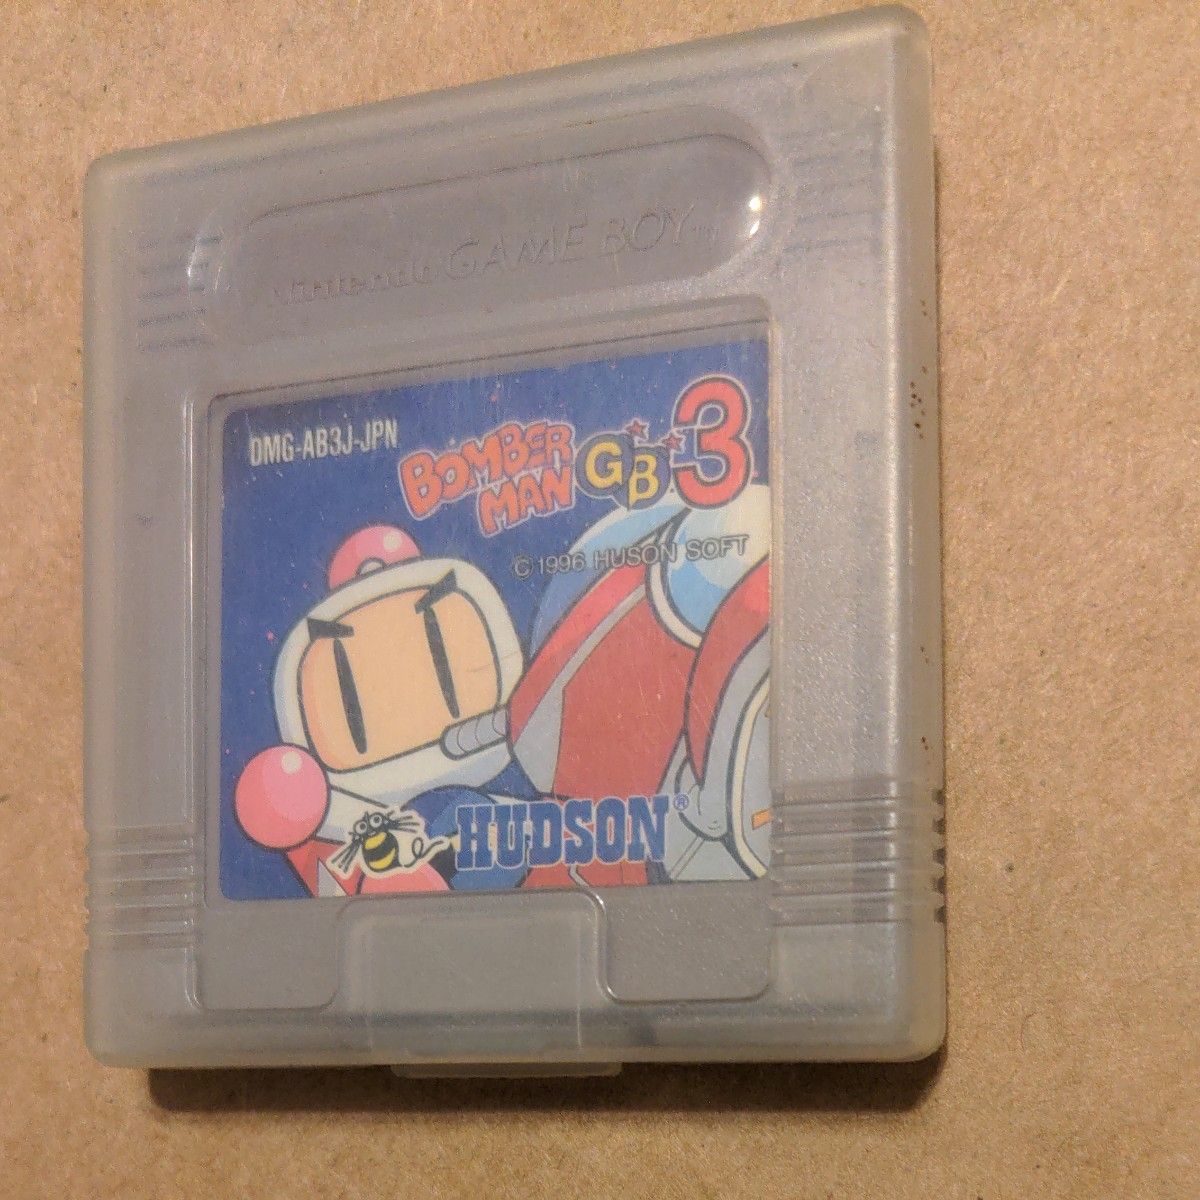 Nintendo GAME BOY
DMG-AB3J-JPN
BOMBER
MAN GB 3
©1996 HUSON SOFT
HUDSON®